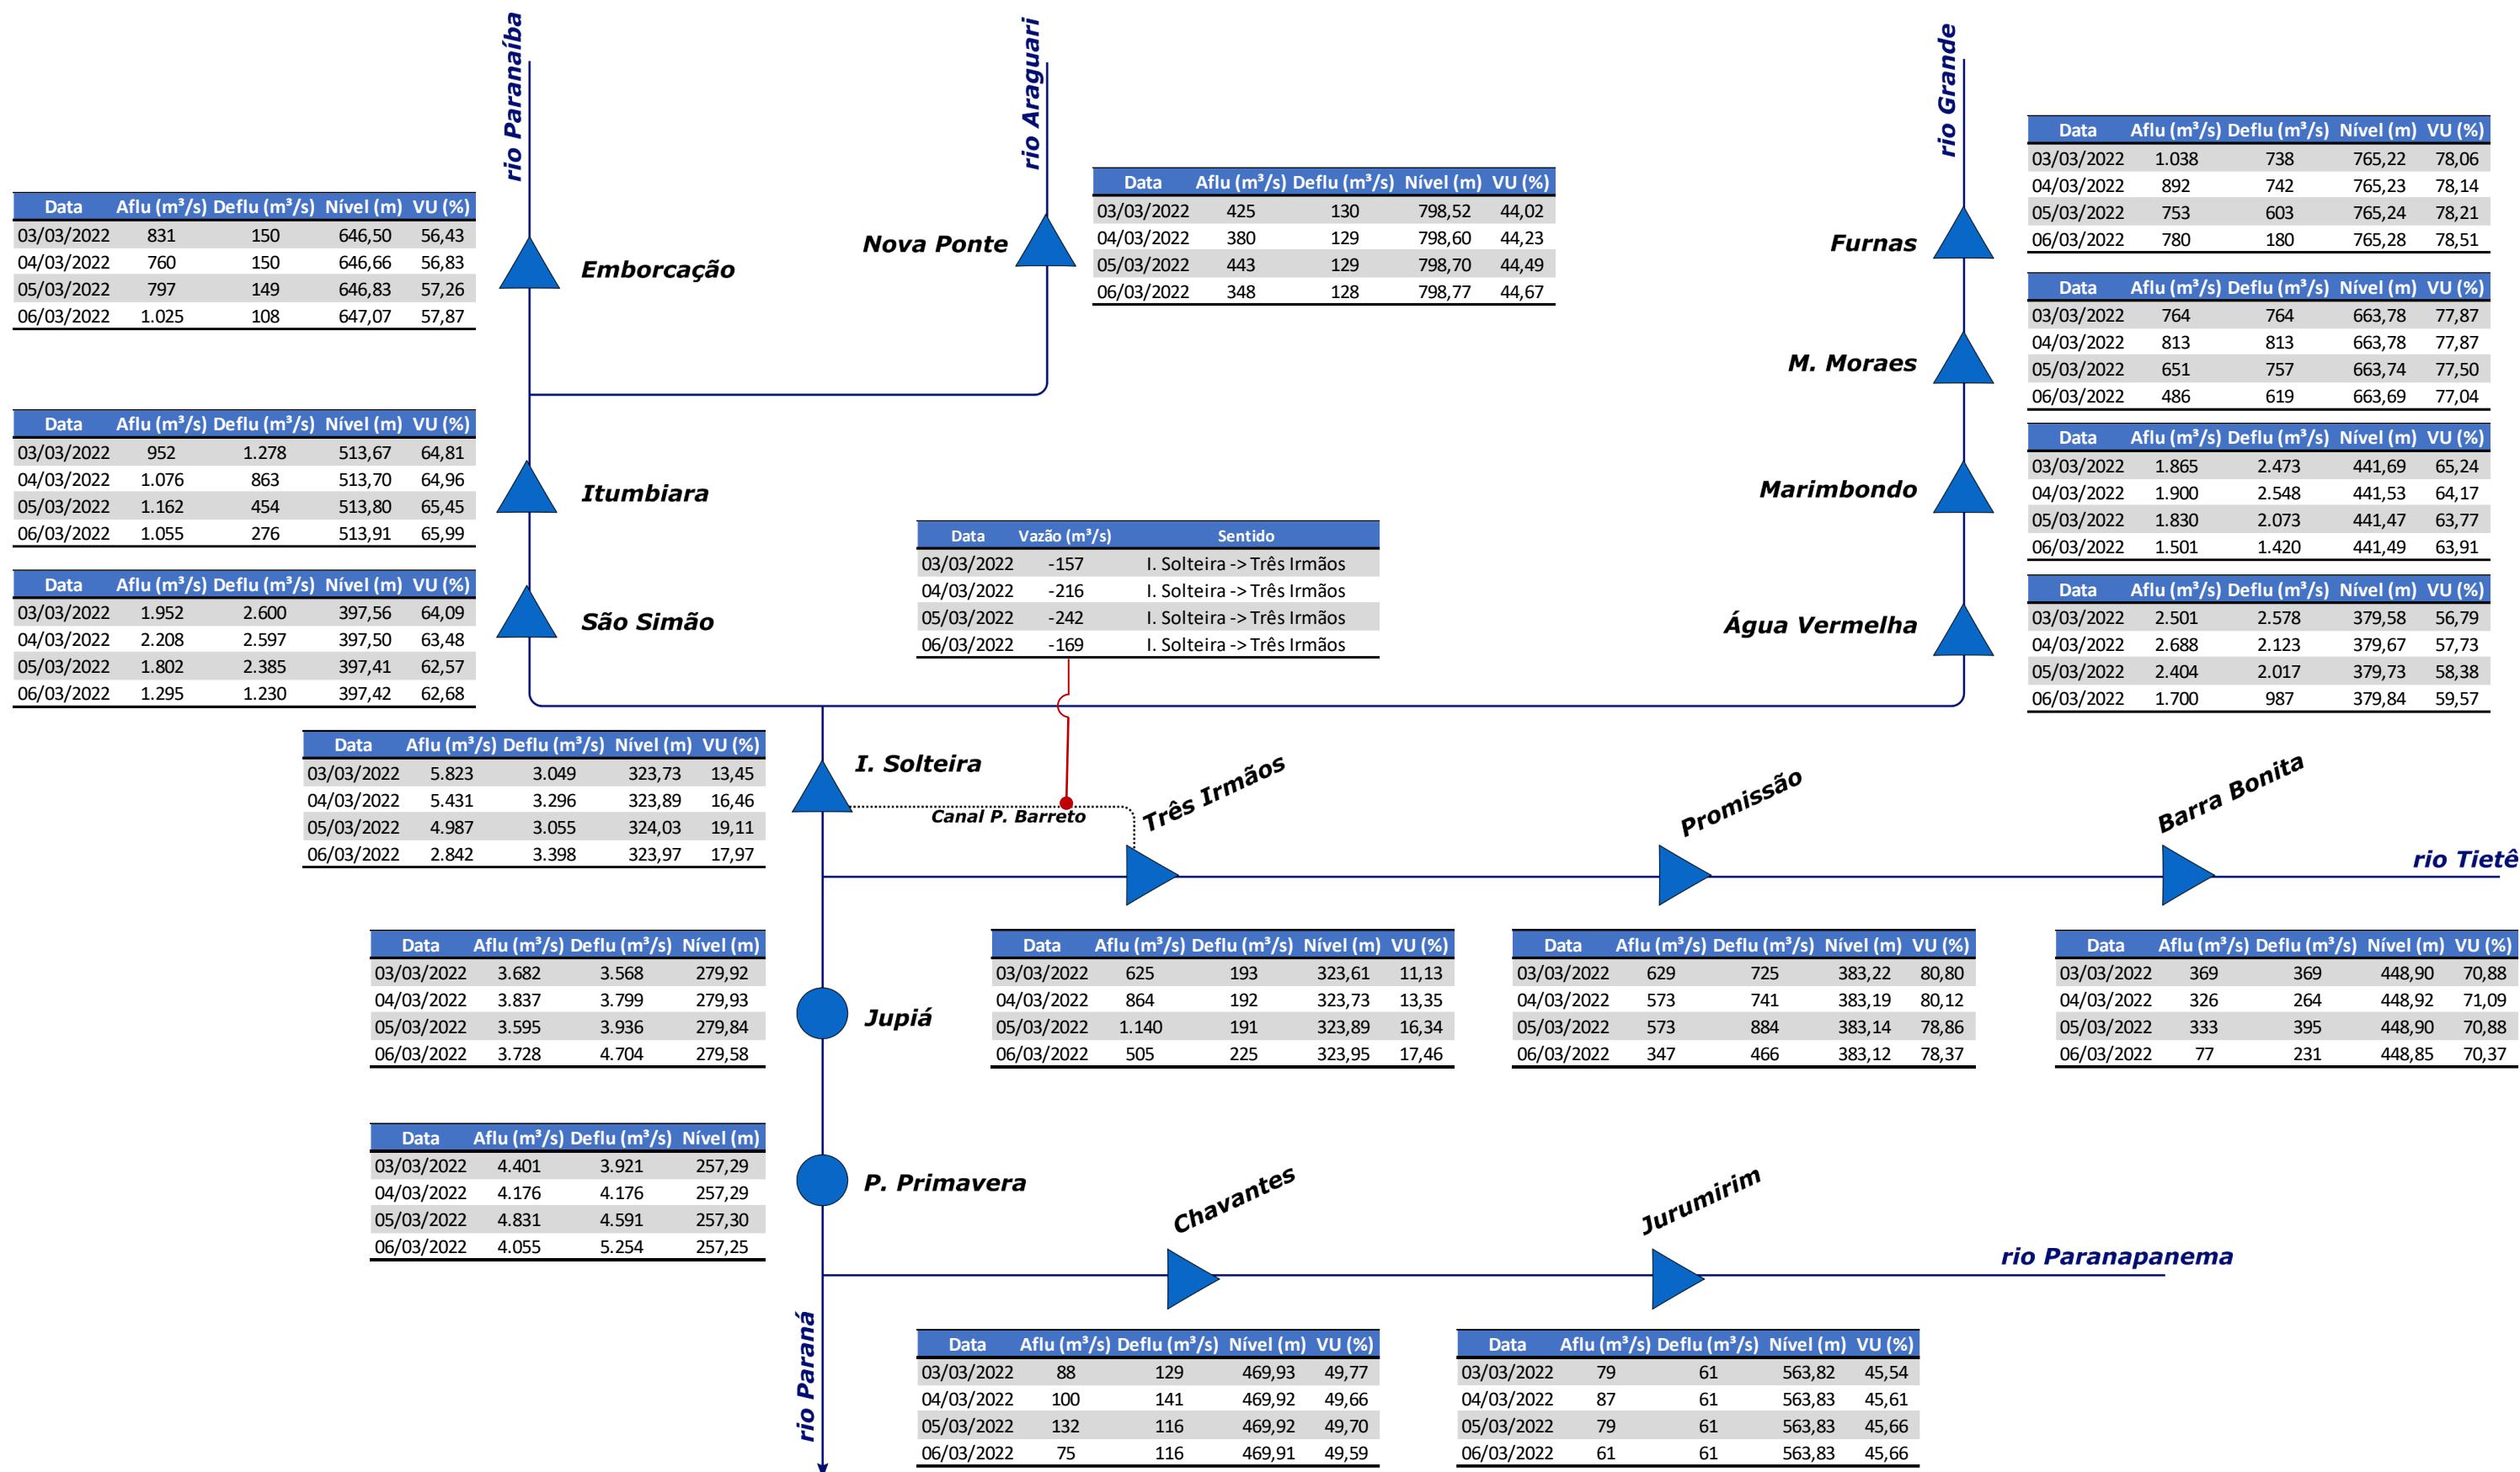 rio Paranaíba
rio Araguari
rio Grande
Data Aflu (m³/s) Deflu (m³/s) Nível (m) VU (%)
03/03/2022 831 150 646,50 56,43
04/03/2022 760 150 646,66 56,83
05/03/2022 797 149 646,83 57,26
06/03/2022 1.025 108 647,07 57,87
Emborcação
Nova Ponte
Data Aflu (m³/s) Deflu (m³/s) Nível (m) VU (%)
03/03/2022 425 130 798,52 44,02
04/03/2022 380 129 798,60 44,23
05/03/2022 443 129 798,70 44,49
06/03/2022 348 128 798,77 44,67
Furnas
Data Aflu (m³/s) Deflu (m³/s) Nível (m) VU (%)
03/03/2022 1.038 738 765,22 78,06
04/03/2022 892 742 765,23 78,14
05/03/2022 753 603 765,24 78,21
06/03/2022 780 180 765,28 78,51
M. Moraes
Data Aflu (m³/s) Deflu (m³/s) Nível (m) VU (%)
03/03/2022 764 764 663,78 77,87
04/03/2022 813 813 663,78 77,87
05/03/2022 651 757 663,74 77,50
06/03/2022 486 619 663,69 77,04
Data Aflu (m³/s) Deflu (m³/s) Nível (m) VU (%)
03/03/2022 952 1.278 513,67 64,81
04/03/2022 1.076 863 513,70 64,96
05/03/2022 1.162 454 513,80 65,45
06/03/2022 1.055 276 513,91 65,99
Itumbiara
Marimbondo
Data Aflu (m³/s) Deflu (m³/s) Nível (m) VU (%)
03/03/2022 1.865 2.473 441,69 65,24
04/03/2022 1.900 2.548 441,53 64,17
05/03/2022 1.830 2.073 441,47 63,77
06/03/2022 1.501 1.420 441,49 63,91
Data Aflu (m³/s) Deflu (m³/s) Nível (m) VU (%)
03/03/2022 1.952 2.600 397,56 64,09
04/03/2022 2.208 2.597 397,50 63,48
05/03/2022 1.802 2.385 397,41 62,57
06/03/2022 1.295 1.230 397,42 62,68
São Simão
Data Vazão (m³/s) Sentido
03/03/2022 -157 I. Solteira -> Três Irmãos
04/03/2022 -216 I. Solteira -> Três Irmãos
05/03/2022 -242 I. Solteira -> Três Irmãos
06/03/2022 -169 I. Solteira -> Três Irmãos
Água Vermelha
Data Aflu (m³/s) Deflu (m³/s) Nível (m) VU (%)
03/03/2022 2.501 2.578 379,58 56,79
04/03/2022 2.688 2.123 379,67 57,73
05/03/2022 2.404 2.017 379,73 58,38
06/03/2022 1.700 987 379,84 59,57
Data Aflu (m³/s) Deflu (m³/s) Nível (m) VU (%)
03/03/2022 5.823 3.049 323,73 13,45
04/03/2022 5.431 3.296 323,89 16,46
05/03/2022 4.987 3.055 324,03 19,11
06/03/2022 2.842 3.398 323,97 17,97
I. Solteira
Canal P. Barreto
Três Irmãos
Promissão
Barra Bonita
rio Tietê
Data Aflu (m³/s) Deflu (m³/s) Nível (m)
03/03/2022 3.682 3.568 279,92
04/03/2022 3.837 3.799 279,93
05/03/2022 3.595 3.936 279,84
06/03/2022 3.728 4.704 279,58
Jupiá
Data Aflu (m³/s) Deflu (m³/s) Nível (m) VU (%)
03/03/2022 625 193 323,61 11,13
04/03/2022 864 192 323,73 13,35
05/03/2022 1.140 191 323,89 16,34
06/03/2022 505 225 323,95 17,46
Data Aflu (m³/s) Deflu (m³/s) Nível (m) VU (%)
03/03/2022 629 725 383,22 80,80
04/03/2022 573 741 383,19 80,12
05/03/2022 573 884 383,14 78,86
06/03/2022 347 466 383,12 78,37
Data Aflu (m³/s) Deflu (m³/s) Nível (m) VU (%)
03/03/2022 369 369 448,90 70,88
04/03/2022 326 264 448,92 71,09
05/03/2022 333 395 448,90 70,88
06/03/2022 77 231 448,85 70,37
Data Aflu (m³/s) Deflu (m³/s) Nível (m)
03/03/2022 4.401 3.921 257,29
04/03/2022 4.176 4.176 257,29
05/03/2022 4.831 4.591 257,30
06/03/2022 4.055 5.254 257,25
P. Primavera
Chavantes
Jurumirim
rio Paranapanema
rio Paraná
Data Aflu (m³/s) Deflu (m³/s) Nível (m) VU (%)
03/03/2022 88 129 469,93 49,77
04/03/2022 100 141 469,92 49,66
05/03/2022 132 116 469,92 49,70
06/03/2022 75 116 469,91 49,59
Data Aflu (m³/s) Deflu (m³/s) Nível (m) VU (%)
03/03/2022 79 61 563,82 45,54
04/03/2022 87 61 563,83 45,61
05/03/2022 79 61 563,83 45,66
06/03/2022 61 61 563,83 45,66